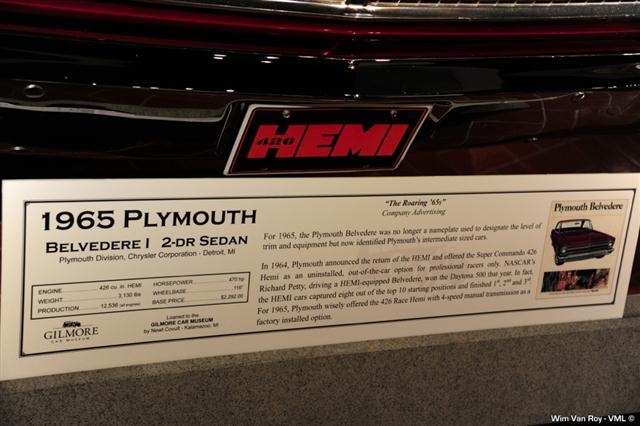 426
HEMI
1965 PLYMOUTH
BELVEDERE I 2-DR SEDAN
Plymouth Division, Chrysler Corporation - Detroit, MI
ENGINE 426 cu. in. HEMI HORSEPOWER 470 hp
WEIGHT 3,130 lbs WHEELBASE 116"
PRODUCTION 12,536 (all engines) BASE PRICE $2,292.00
GILMORE
CAR MUSEUM
Loaned to the
GILMORE CAR MUSEUM
by Newt Covult - Kalamazoo, MI
"The Roaring '65s"
Company Advertising
For 1965, the Plymouth Belvedere was no longer a nameplate used to designate the level of
trim and equipment but now identified Plymouth's intermediate sized cars.
In 1964, Plymouth announced the return of the HEMI and offered the Super Commando 426
Hemi as an uninstalled, out-of-the-car option for professional racers only. NASCAR's
Richard Petty, driving a HEMI-equipped Belvedere, won the Daytona 500 that year. In fact,
the HEMI cars captured eight out of the top 10 starting positions and finished 1st, 2nd and 3rd.
For 1965, Plymouth wisely offered the 426 Race Hemi with 4-speed manual transmission as a
factory installed option.
Plymouth Belvedere
Wim Van Roy - VML ©